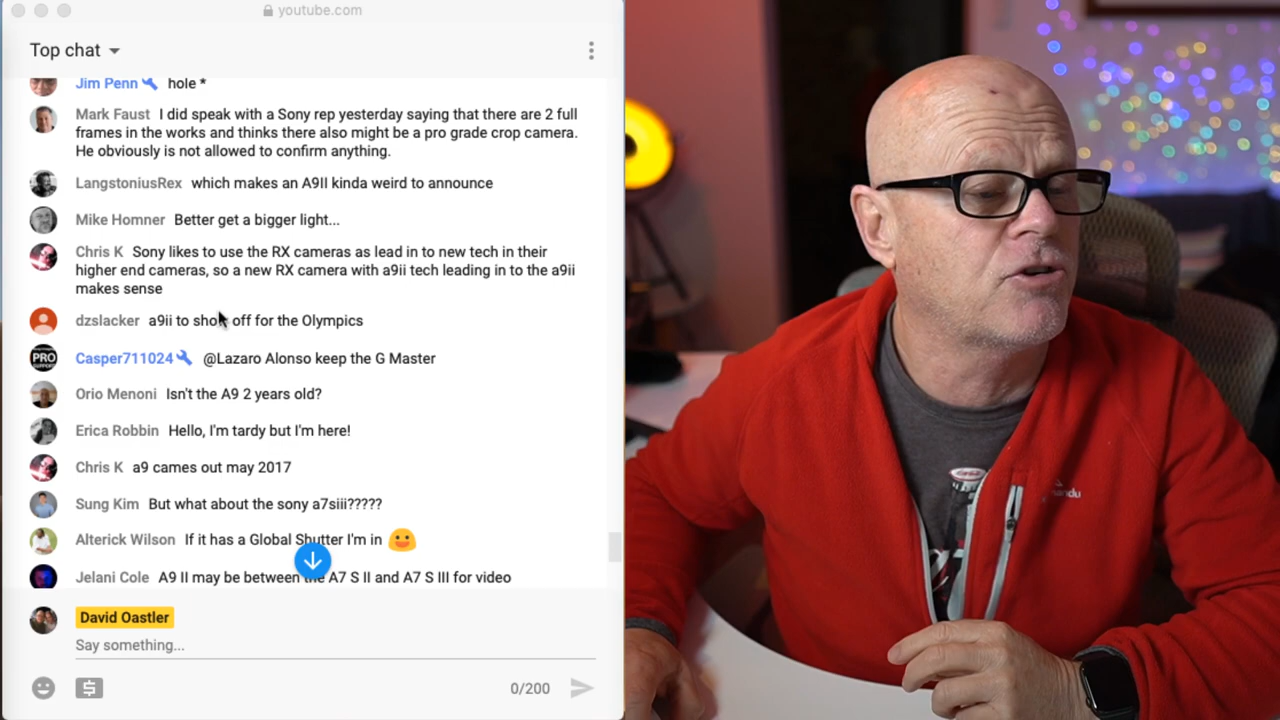 youtube.com
Top chat
Jim Penn hole *
Mark Faust I did speak with a Sony rep yesterday saying that there are 2 full
frames in the works and thinks there also might be a pro grade crop camera.
He obviously is not allowed to confirm anything.
LangstoniusRex which makes an A9II kinda weird to announce
Mike Homner Better get a bigger light...
Chris K Sony likes to use the RX cameras as lead in to new tech in their
higher end cameras, so a new RX camera with a9ii tech leading in to the a9ii
makes sense
dzslacker a9ii to show off for the Olympics
PRO
Casper711024 @Lazaro Alonso keep the G Master
Orio Menoni Isn't the A9 2 years old?
Erica Robbin Hello, I'm tardy but I'm here!
Chris K a9 cames out may 2017
Sung Kim But what about the sony a7siii?????
Alterick Wilson If it has a Global Shutter I'm in
Jelani Cole A9 II may be between the A7 S II and A7 S III for video
David Oastler
Say something...
0/200